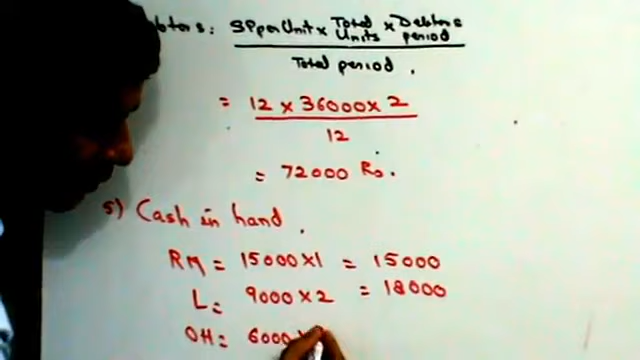 btors: SP per Unit x Total Units x Debtors period
Total period.
= 12 x 36000 x 2
12
= 72000 Rs.
5) Cash in hand.
RM = 15000 x 1 = 15000
L = 9000 x 2 = 18000
OH = 6000 x